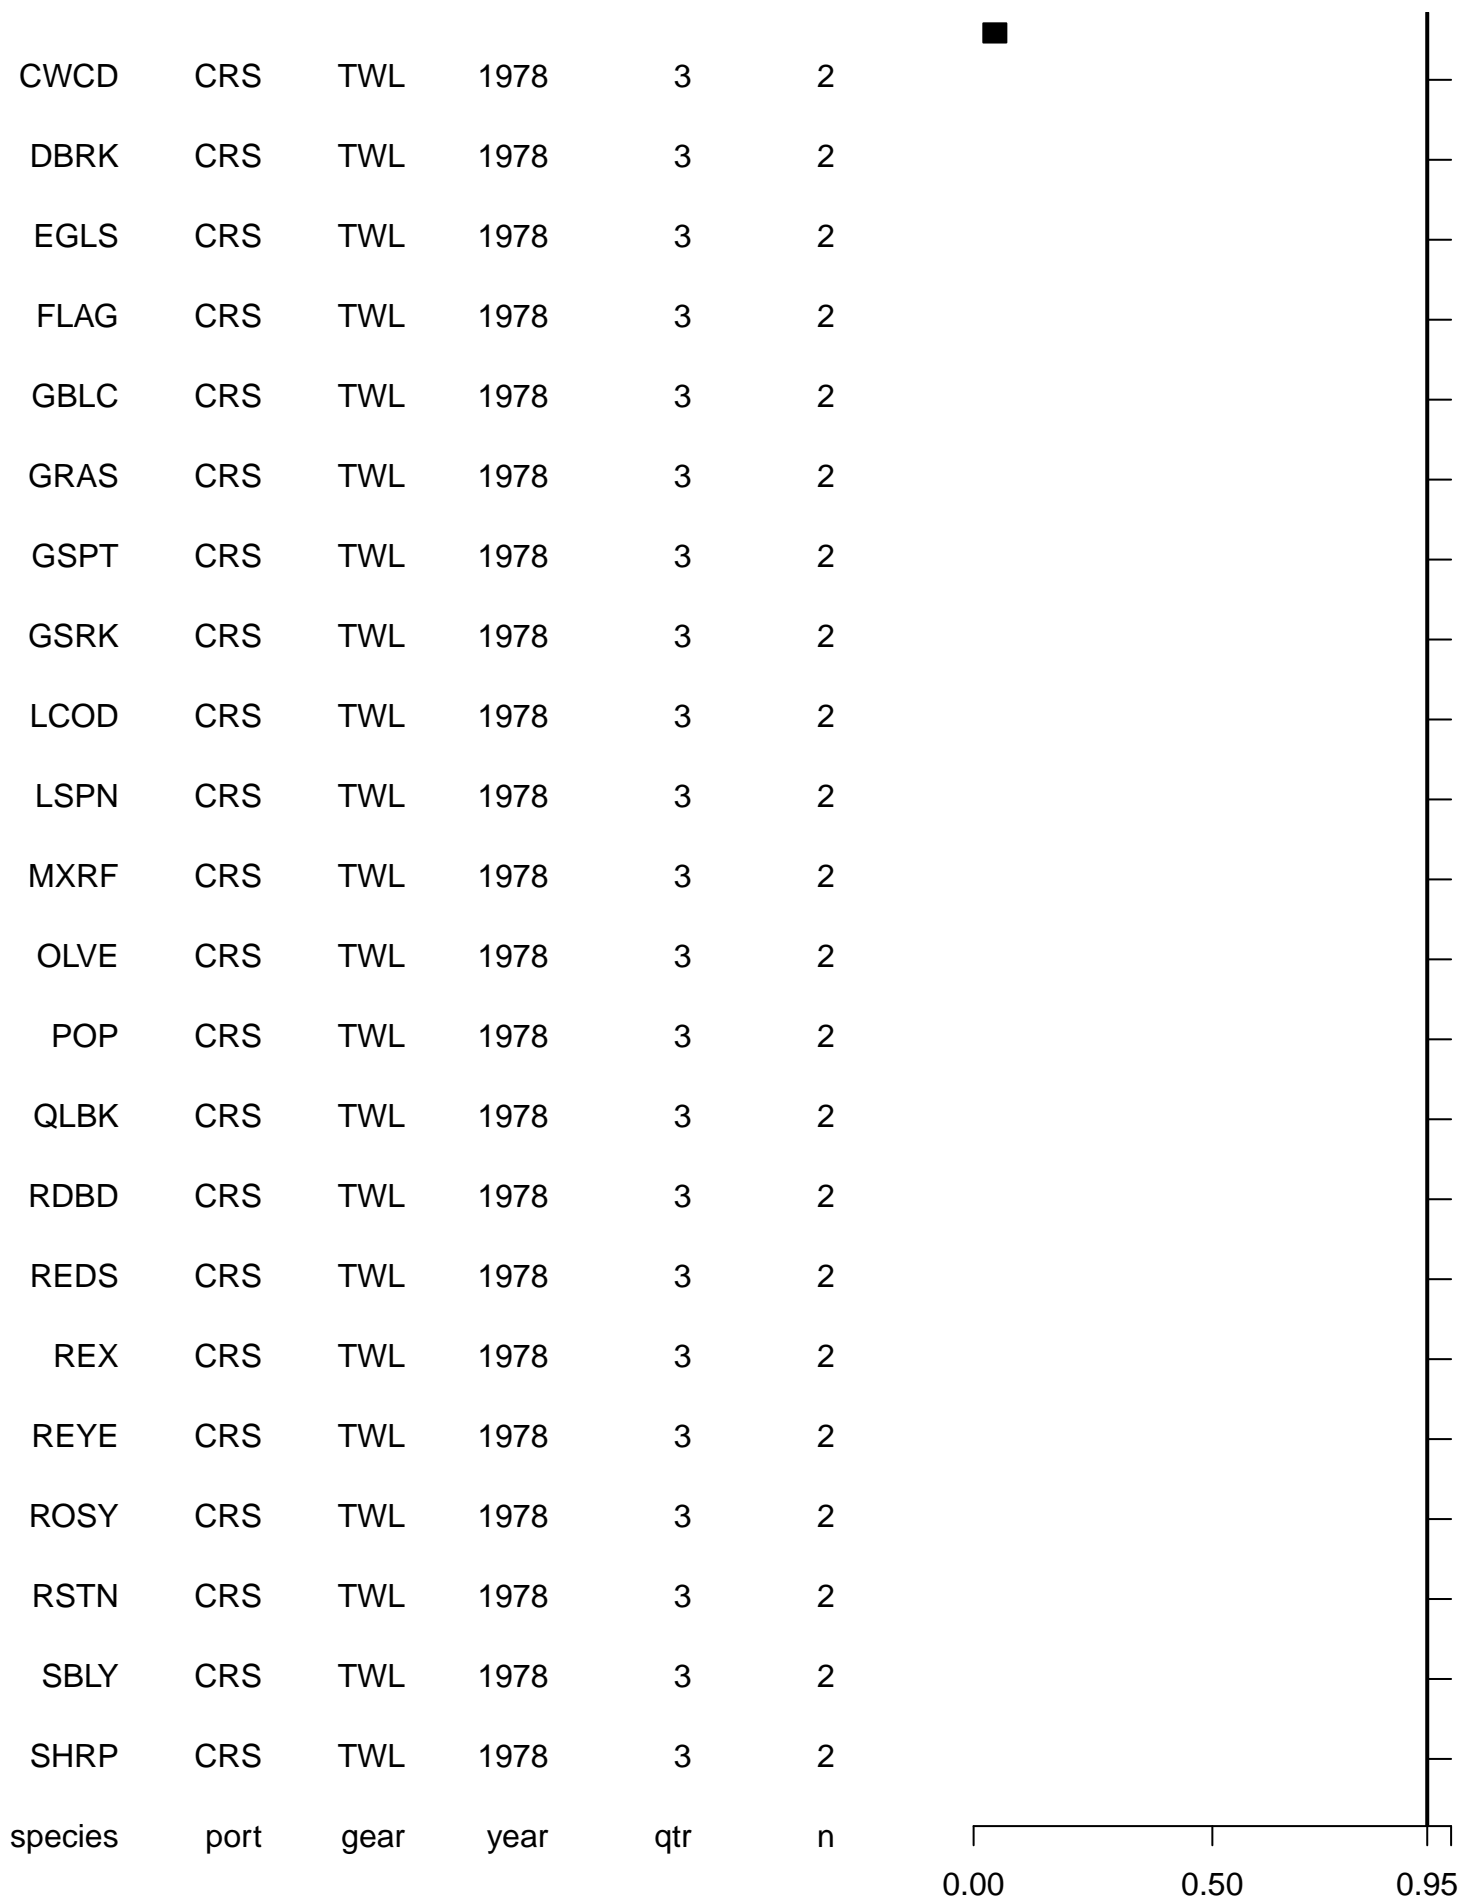 CWCD CRS TWL 1978 3 2
DBRK CRS TWL 1978 3 2
EGLS CRS TWL 1978 3 2
FLAG CRS TWL 1978 3 2
GBLC CRS TWL 1978 3 2
GRAS CRS TWL 1978 3 2
GSPT CRS TWL 1978 3 2
GSRK CRS TWL 1978 3 2
LCOD CRS TWL 1978 3 2
LSPN CRS TWL 1978 3 2
MXRF CRS TWL 1978 3 2
OLVE CRS TWL 1978 3 2
POP CRS TWL 1978 3 2
QLBK CRS TWL 1978 3 2
RDBD CRS TWL 1978 3 2
REDS CRS TWL 1978 3 2
REX CRS TWL 1978 3 2
REYE CRS TWL 1978 3 2
ROSY CRS TWL 1978 3 2
RSTN CRS TWL 1978 3 2
SBLY CRS TWL 1978 3 2
SHRP CRS TWL 1978 3 2
species port gear year qtr n
0.00 0.50 0.95